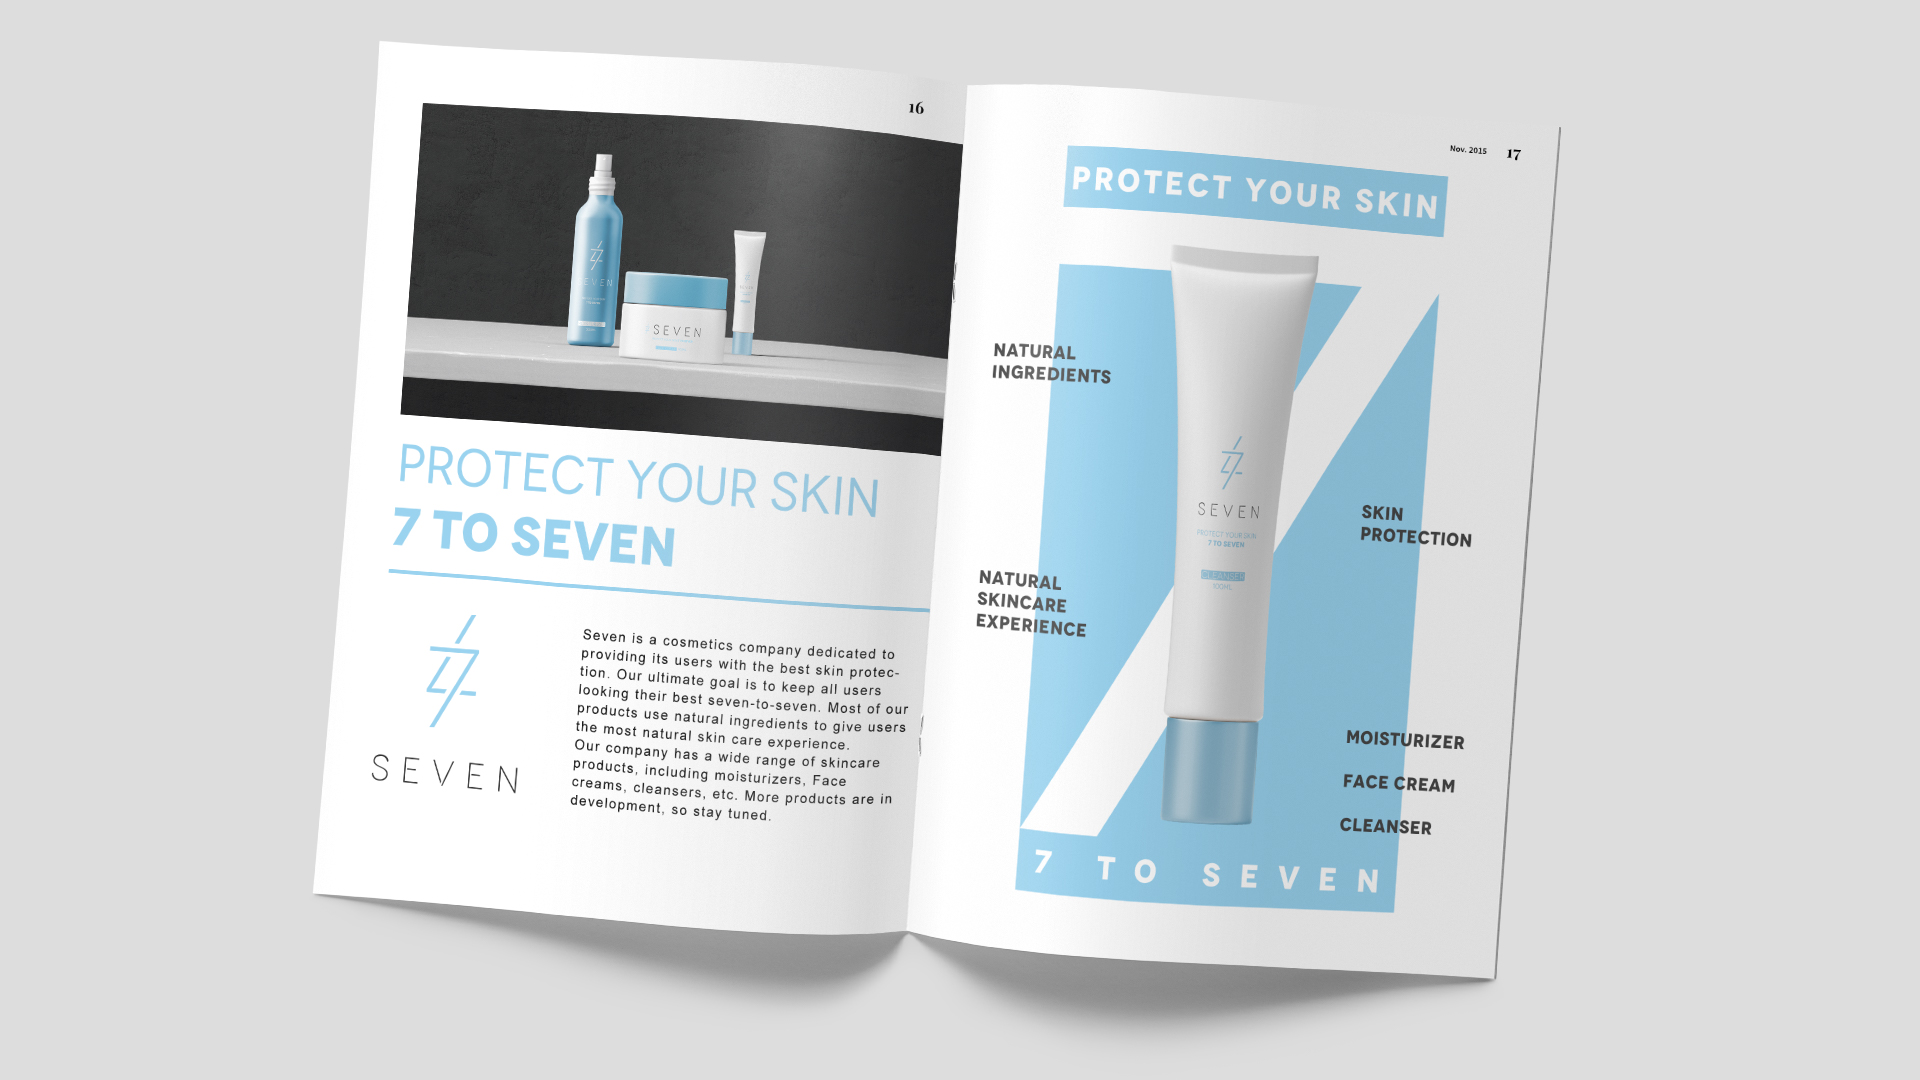 16
SEVEN
SEVEN
PROTECT YOUR SKIN
7 TO SEVEN
SEVEN
Seven is a cosmetics company dedicated to
providing its users with the best skin protec-
tion. Our ultimate goal is to keep all users
looking their best seven-to-seven. Most of our
products use natural ingredients to give users
the most natural skin care experience.
Our company has a wide range of skincare
products, including moisturizers, Face
creams, cleansers, etc. More products are in
development, so stay tuned.
Nov. 2015 17
PROTECT YOUR SKIN
NATURAL
INGREDIENTS
NATURAL
SKINCARE
EXPERIENCE
SEVEN
PROTECT YOUR SKIN
7 TO SEVEN
CLEANSER
100ML
SKIN
PROTECTION
MOISTURIZER
FACE CREAM
CLEANSER
7 TO SEVEN